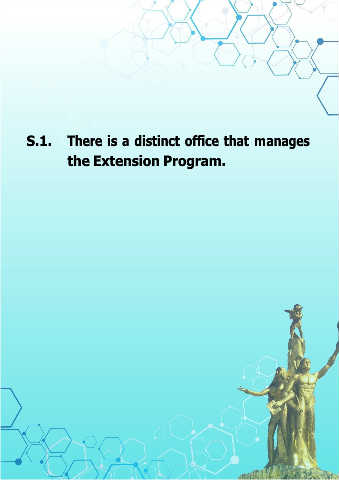 S.1. There is a distinct office that manages
the Extension Program.